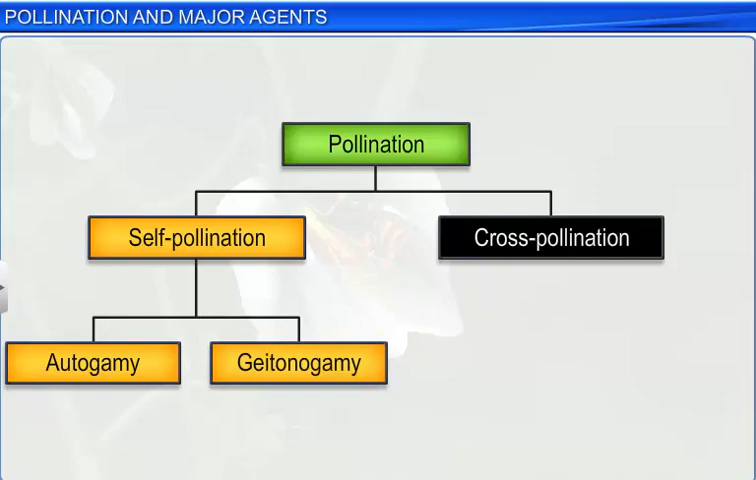 POLLINATION AND MAJOR AGENTS
Pollination
Self-pollination
Cross-pollination
Autogamy
Geitonogamy